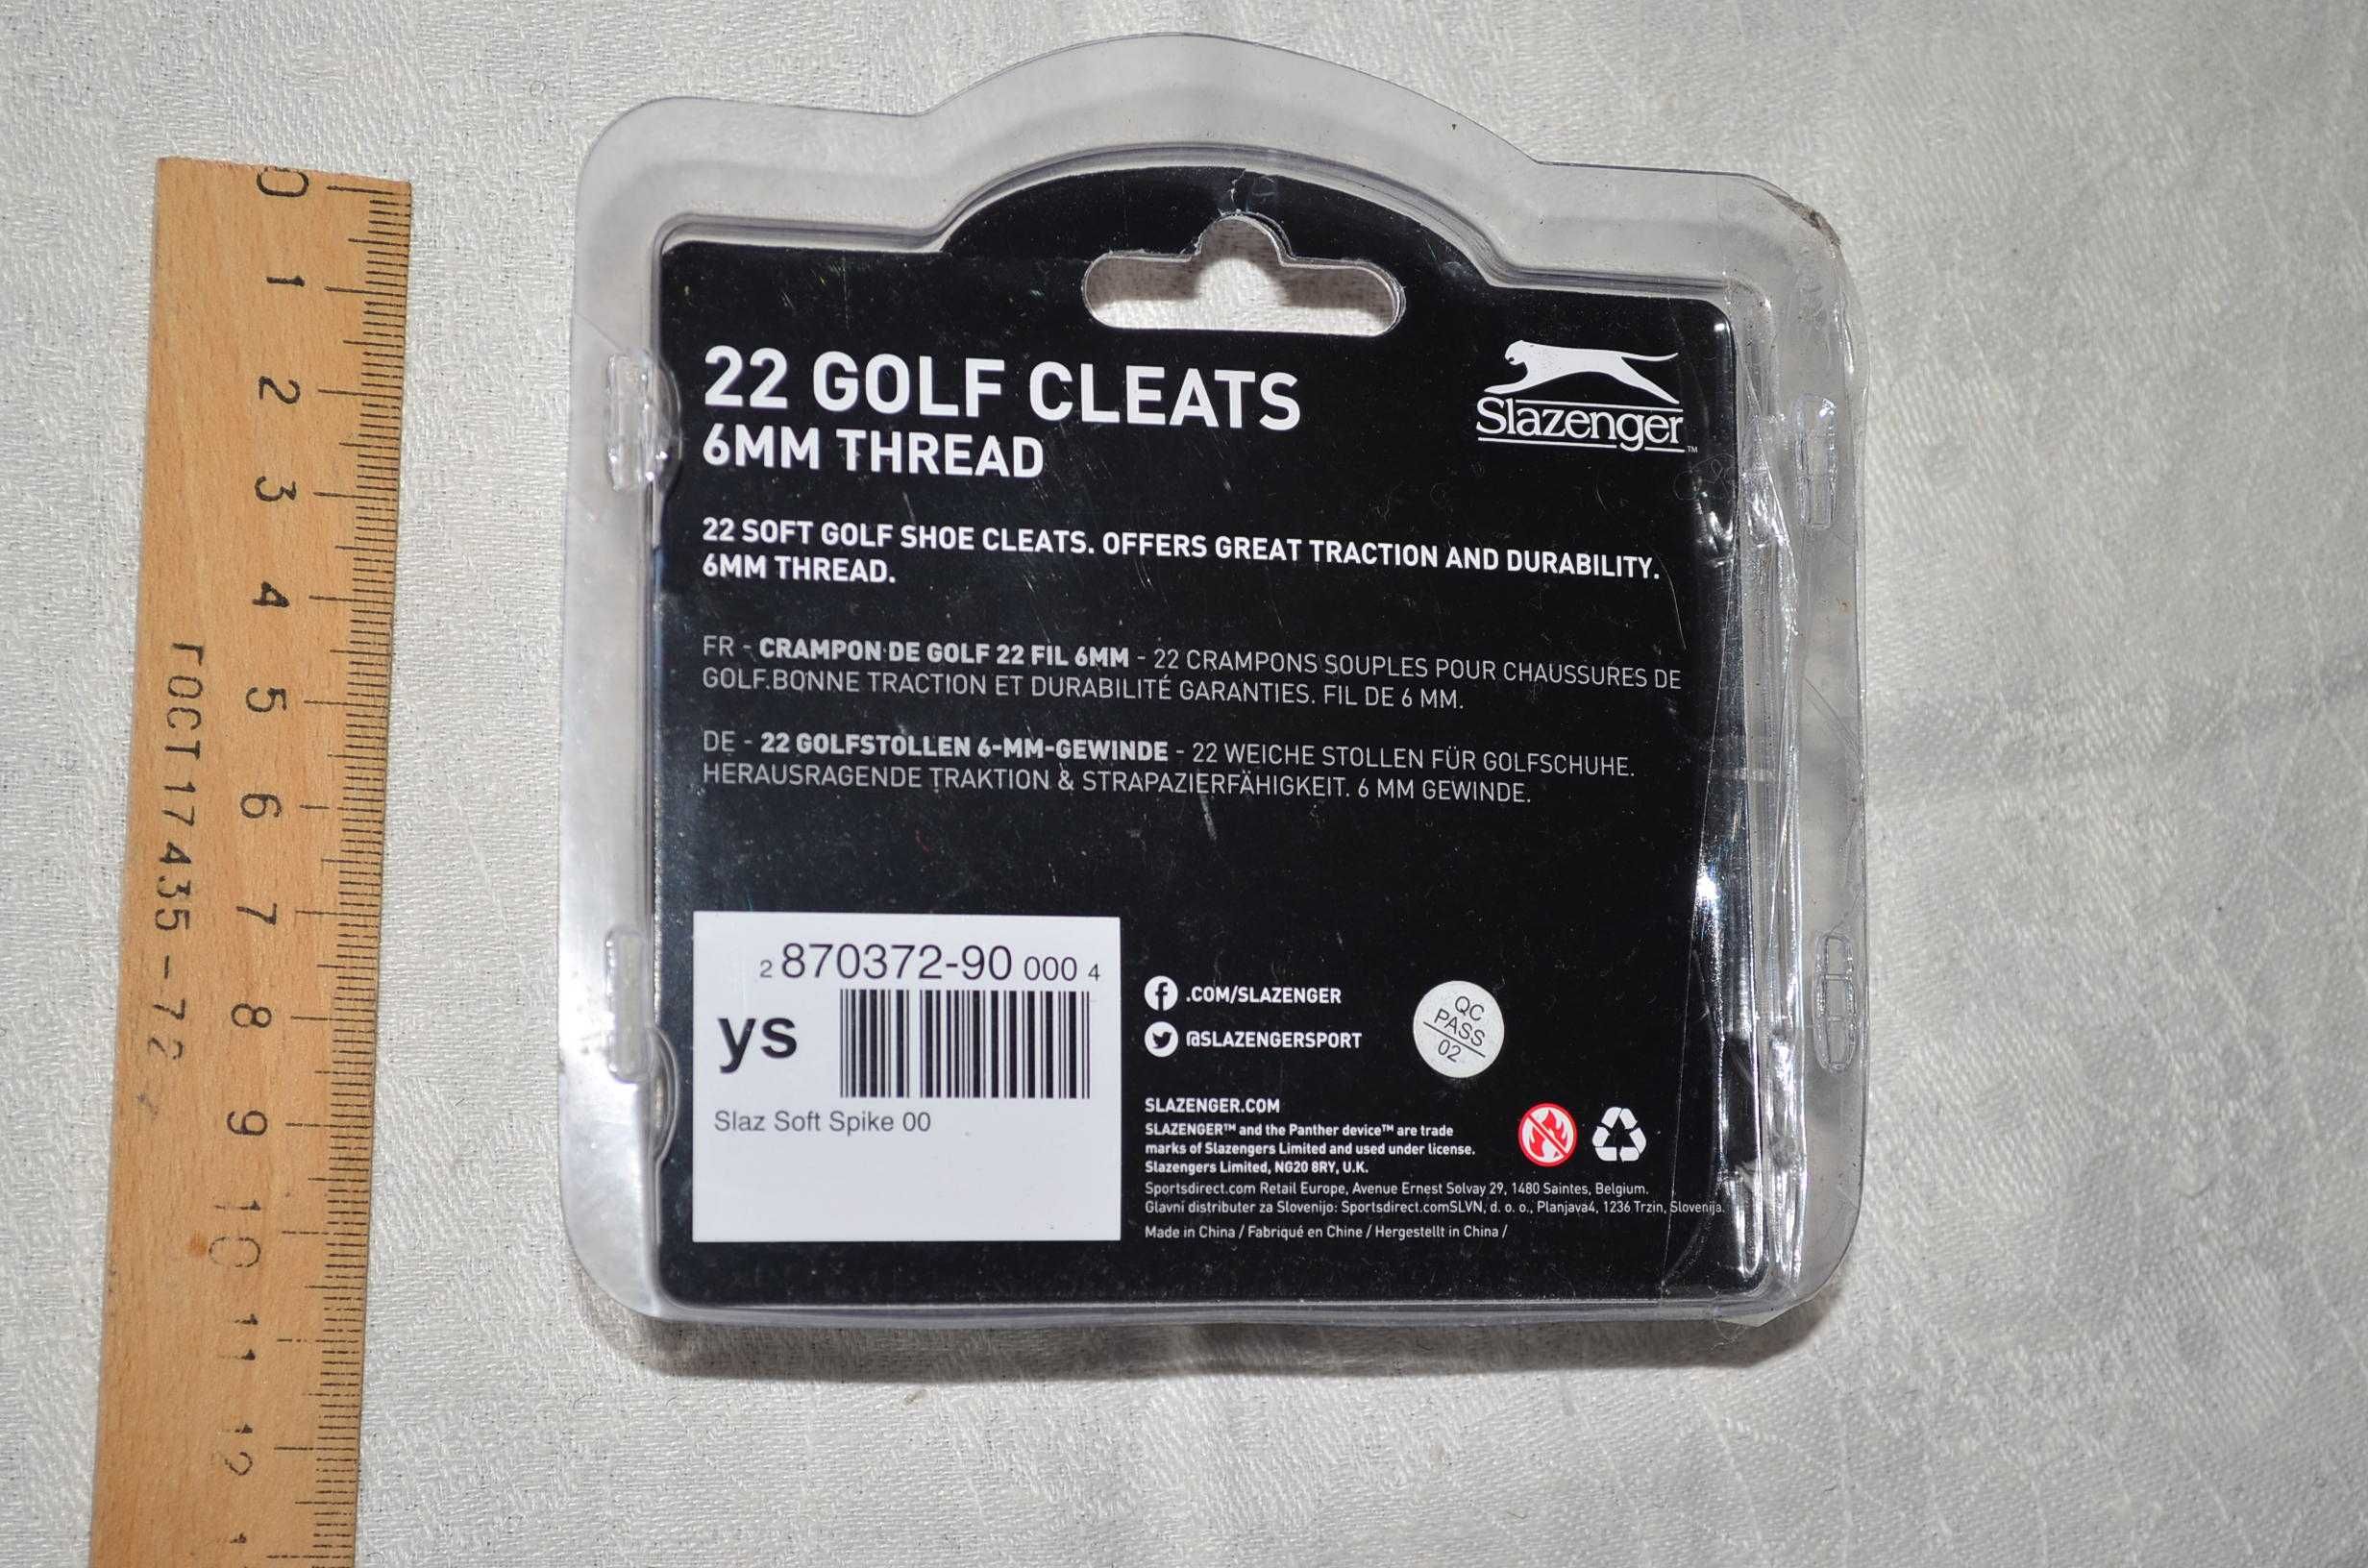 0
1
2
3
4
5
6
7
8
9
10
11
12
ГОСТ 17435-72
22 GOLF CLEATS
6MM THREAD
Slazenger™
22 SOFT GOLF SHOE CLEATS. OFFERS GREAT TRACTION AND DURABILITY.
6MM THREAD.
FR - CRAMPON DE GOLF 22 FIL 6MM - 22 CRAMPONS SOUPLES POUR CHAUSSURES DE
GOLF.BONNE TRACTION ET DURABILITÉ GARANTIES. FIL DE 6 MM.
DE - 22 GOLFSTOLLEN 6-MM-GEWINDE - 22 WEICHE STOLLEN FÜR GOLFSCHUHE.
HERAUSRAGENDE TRAKTION & STRAPAZIERFÄHIGKEIT. 6 MM GEWINDE.
2 870372-90 000 4
ys
Slaz Soft Spike 00
.COM/SLAZENGER
@SLAZENGERSPORT
QC
PASS
02
SLAZENGER.COM
SLAZENGER™ and the Panther device™ are trade
marks of Slazengers Limited and used under license.
Slazengers Limited, NG20 8RY, U.K.
Sportsdirect.com Retail Europe, Avenue Ernest Solvay 29, 1480 Saintes, Belgium.
Glavni distributer za Slovenijo: Sportsdirect.comSLVN, d. o. o., Planjava4, 1236 Trzin, Slovenija.
Made in China / Fabriqué en Chine / Hergestellt in China /